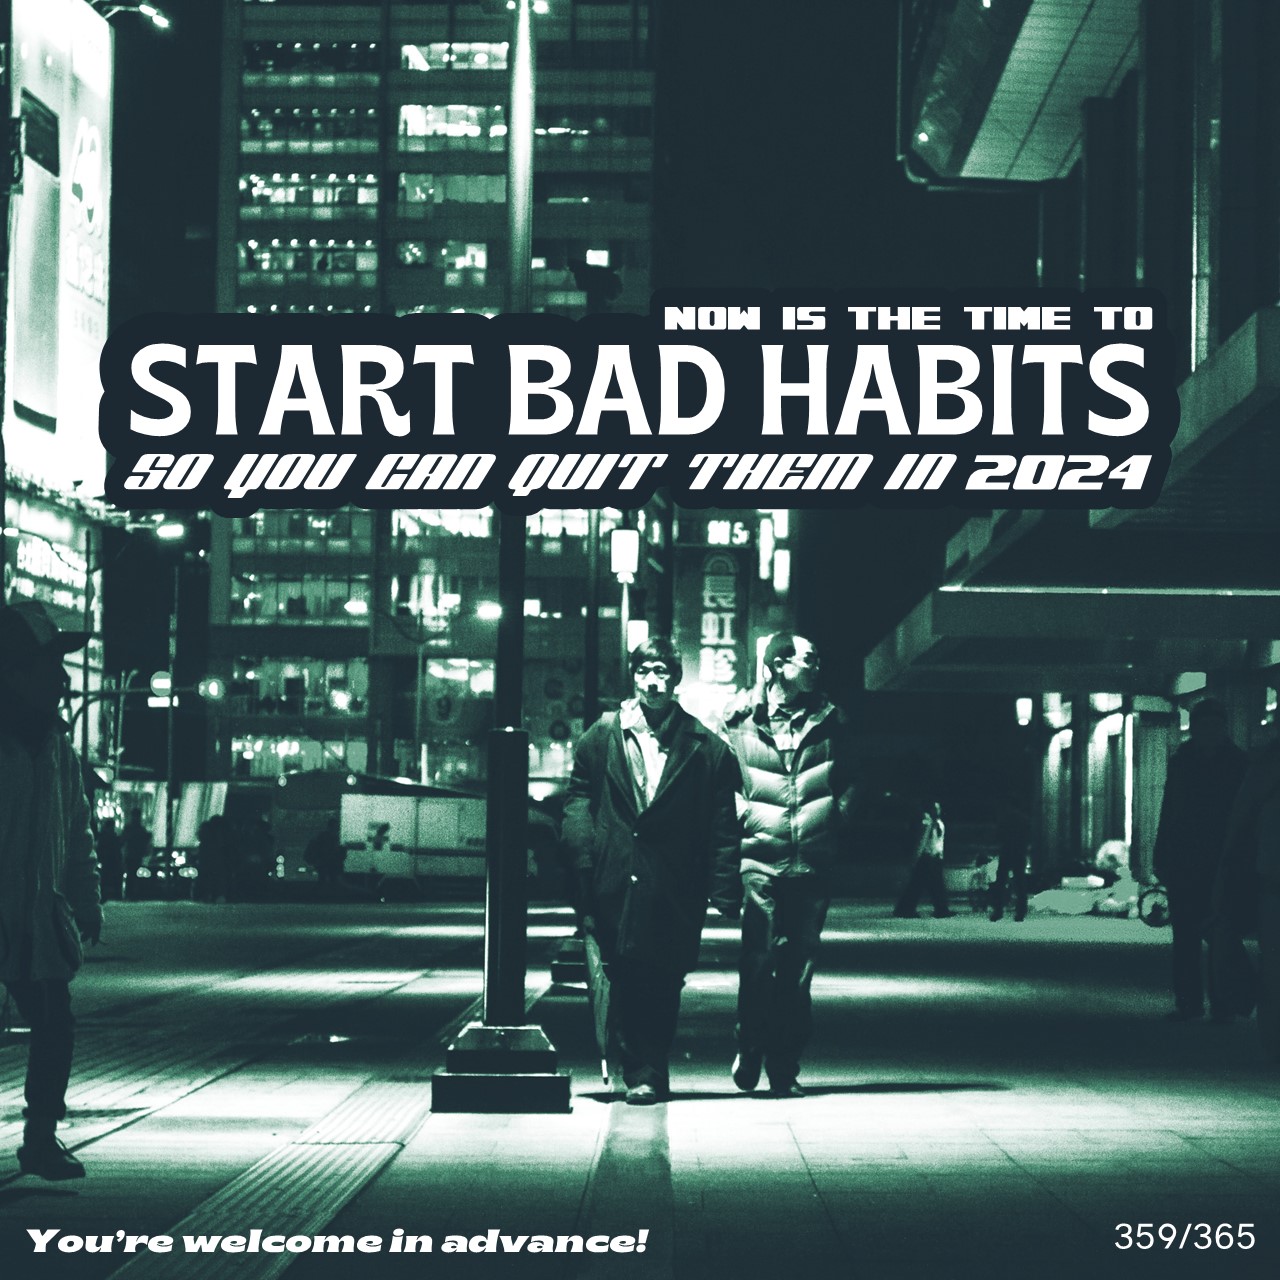 NOW IS THE TIME TO
START BAD HABITS
SO YOU CAN QUIT THEM IN 2024
You're welcome in advance!
359/365